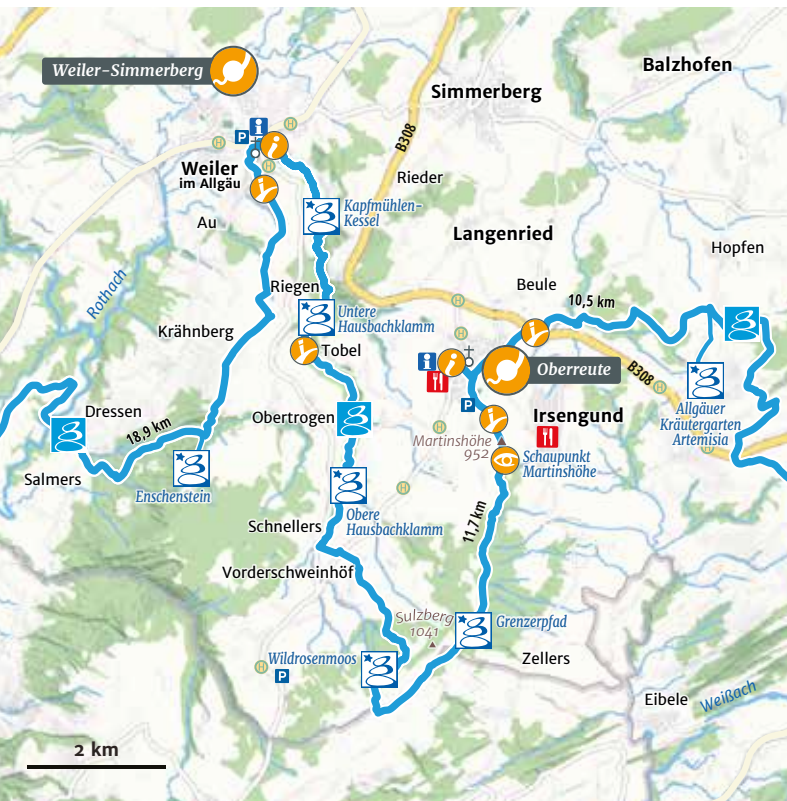 Weiler-Simmerberg
Balzhofen
Simmerberg
B308
P
i
H
i
H
H
Weiler
im Allgäu
H
Rieder
Kapfmühlen-
Kessel
Au
Langenried
Hopfen
Rothach
Riegen
Beule
10,5 km
H
Untere
Hausbachklamm
Krähnberg
H
Tobel
i
i
Oberreute
B308
P
Dressen
Obertrogen
Irsengund
Allgäuer
Kräutergarten
Artemisia
18,9 km
H
Martinshöhe
952
H
Schaupunkt
Martinshöhe
Salmers
Enschenstein
H
Obere
Hausbachklamm
11,7 km
Schnellers
Vorderschweinhöf
Sulzberg
1041
Grenzerpfad
Wildrosenmoos
H
P
Zellers
Eibele
Weißach
2 km